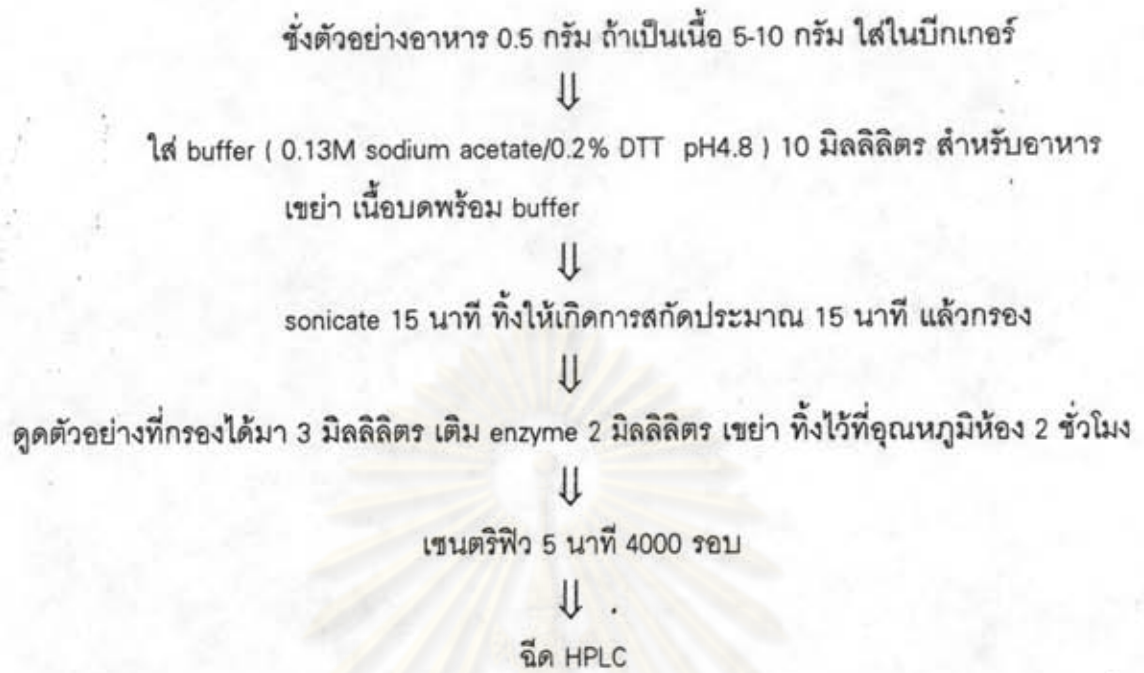 ชั่งตัวอย่างอาหาร 0.5 กรัม ถ้าเป็นเนื้อ 5-10 กรัม ใส่ในบีกเกอร์
⇓
ใส่ buffer ( 0.13M sodium acetate/0.2% DTT pH4.8 ) 10 มิลลิลิตร สำหรับอาหาร
เขย่า เนื้อบดพร้อม buffer
⇓
sonicate 15 นาที ทิ้งให้เกิดการสกัดประมาณ 15 นาที แล้วกรอง
⇓
ดูดตัวอย่างที่กรองได้มา 3 มิลลิลิตร เติม enzyme 2 มิลลิลิตร เขย่า ทิ้งไว้ที่อุณหภูมิห้อง 2 ชั่วโมง
⇓
เซนตริฟิว 5 นาที 4000 รอบ
⇓
ฉีด HPLC